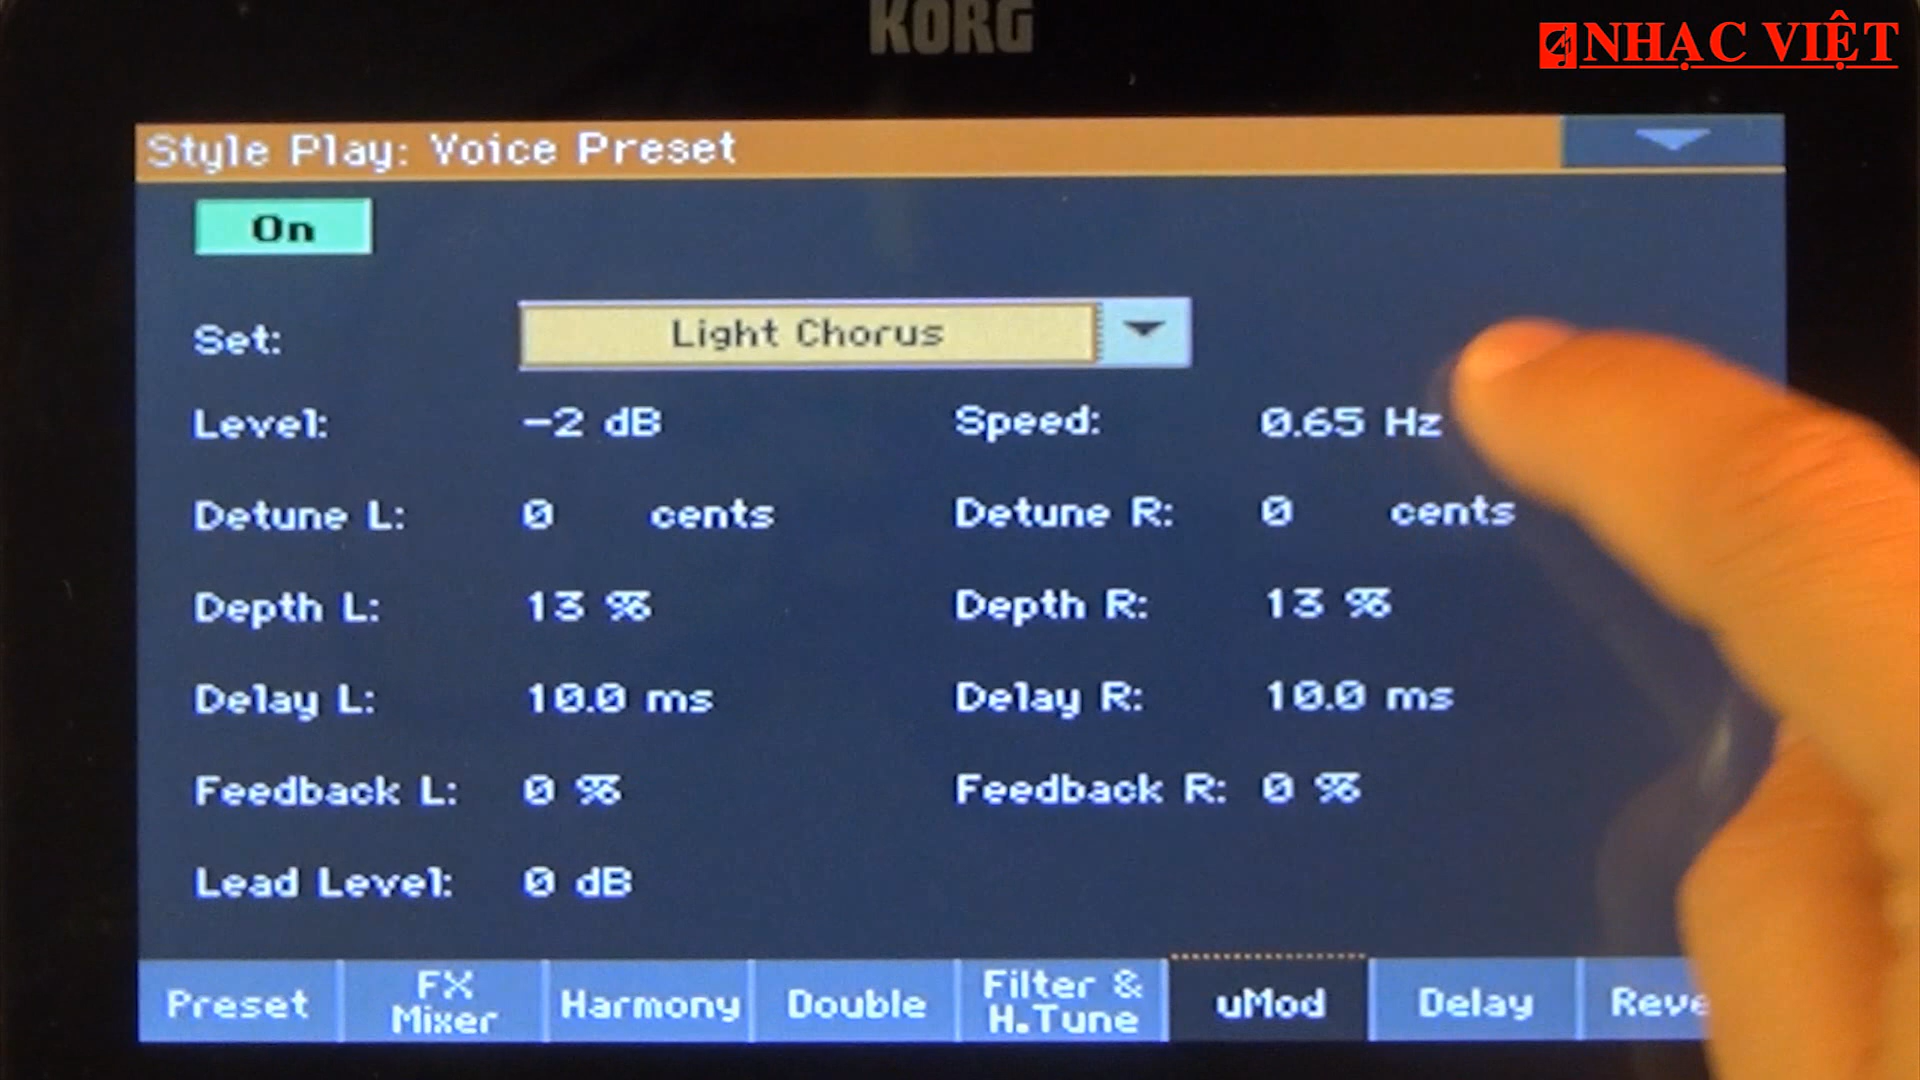 KORG
NHẠC VIỆT
Style Play: Voice Preset
On
Set: Light Chorus
Level: -2 dB Speed: 0.65 Hz
Detune L: 0 cents Detune R: 0 cents
Depth L: 13 % Depth R: 13 %
Delay L: 10.0 ms Delay R: 10.0 ms
Feedback L: 0 % Feedback R: 0 %
Lead Level: 0 dB
Preset FX Mixer Harmony Double Filter & H.Tune uMod Delay